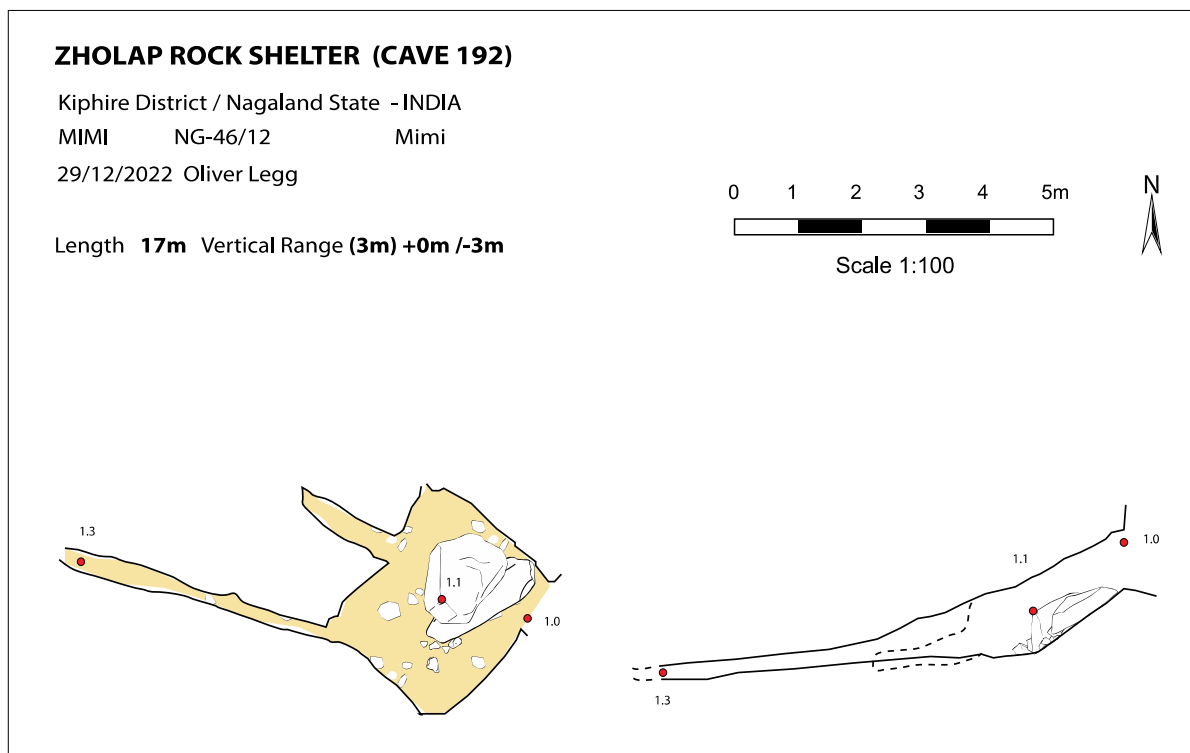 ZHOLAP ROCK SHELTER (CAVE 192)
Kiphire District / Nagaland State - INDIA
MIMI NG-46/12 Mimi
29/12/2022 Oliver Legg
Length 17m Vertical Range (3m) +0m /-3m
0 1 2 3 4 5m
Scale 1:100
N
1.3
1.1
1.0
1.0
1.1
1.3